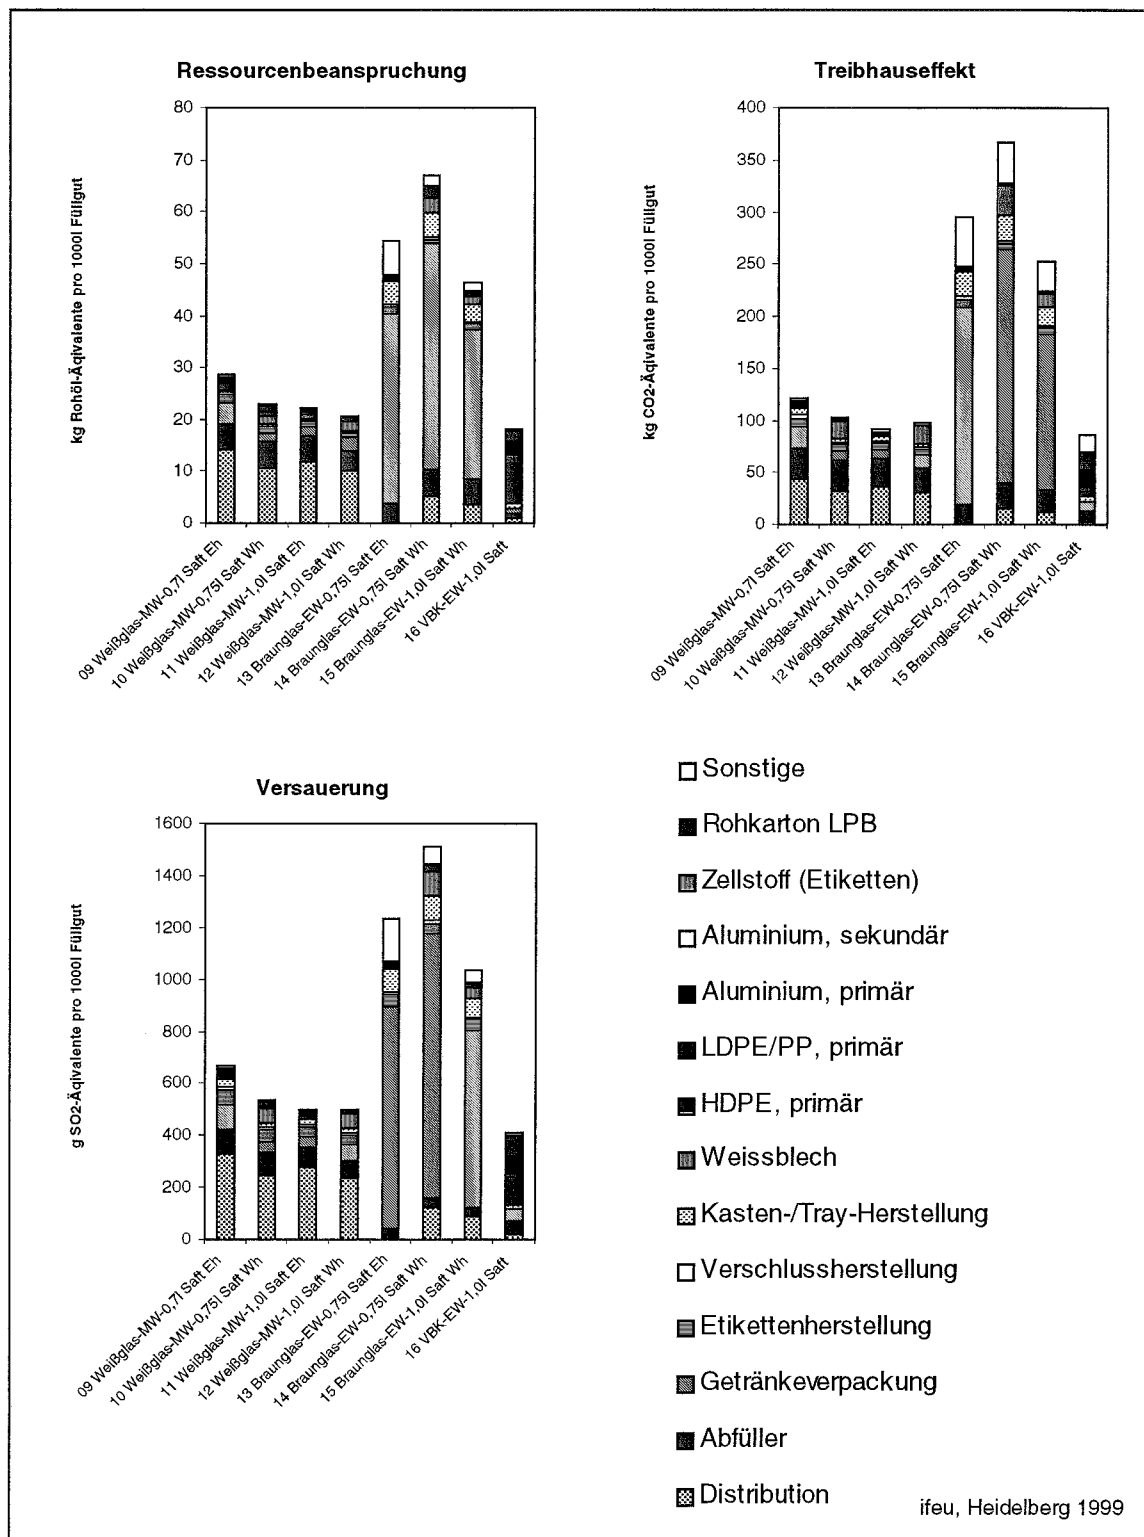 Ressourcenbeanspruchung
kg Rohöl-Äqivalente pro 1000l Füllgut
80
70
60
50
40
30
20
10
0
09 Weißglas-MW-0,7l Saft Eh
10 Weißglas-MW-0,75l Saft Wh
11 Weißglas-MW-1,0l Saft Eh
12 Weißglas-MW-1,0l Saft Wh
13 Braunglas-EW-0,75l Saft Eh
14 Braunglas-EW-0,75l Saft Wh
15 Braunglas-EW-1,0l Saft Wh
16 VBK-EW-1,0l Saft
Treibhauseffekt
kg CO2-Äqivalente pro 1000l Füllgut
400
350
300
250
200
150
100
50
0
09 Weißglas-MW-0,7l Saft Eh
10 Weißglas-MW-0,75l Saft Wh
11 Weißglas-MW-1,0l Saft Eh
12 Weißglas-MW-1,0l Saft Wh
13 Braunglas-EW-0,75l Saft Eh
14 Braunglas-EW-0,75l Saft Wh
15 Braunglas-EW-1,0l Saft Wh
16 VBK-EW-1,0l Saft
Versauerung
g SO2-Äqivalente pro 1000l Füllgut
1600
1400
1200
1000
800
600
400
200
0
09 Weißglas-MW-0,7l Saft Eh
10 Weißglas-MW-0,75l Saft Wh
11 Weißglas-MW-1,0l Saft Eh
12 Weißglas-MW-1,0l Saft Wh
13 Braunglas-EW-0,75l Saft Eh
14 Braunglas-EW-0,75l Saft Wh
15 Braunglas-EW-1,0l Saft Wh
16 VBK-EW-1,0l Saft
Sonstige
Rohkarton LPB
Zellstoff (Etiketten)
Aluminium, sekundär
Aluminium, primär
LDPE/PP, primär
HDPE, primär
Weissblech
Kasten-/Tray-Herstellung
Verschlussherstellung
Etikettenherstellung
Getränkeverpackung
Abfüller
Distribution
ifeu, Heidelberg 1999